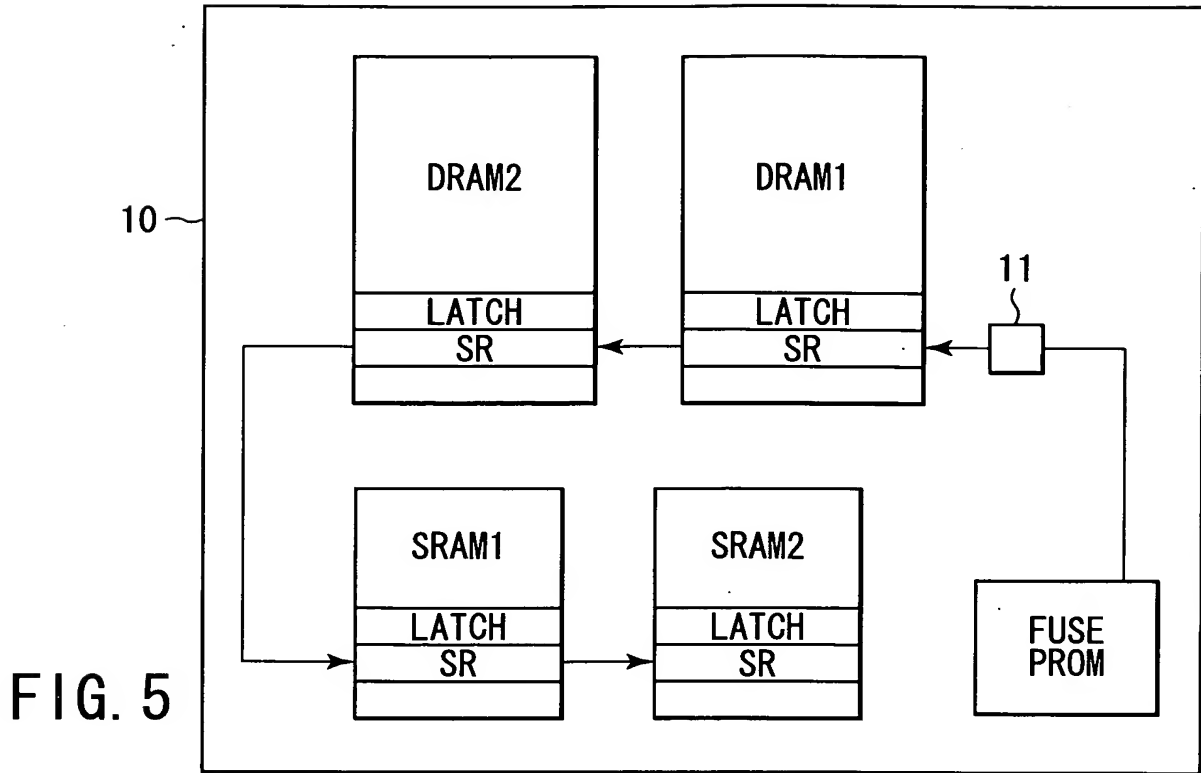 DRAM2
DRAM1
10
11
LATCH
LATCH
SR
SR
SRAM1
SRAM2
LATCH
LATCH
SR
SR
FUSE
PROM
FIG. 5